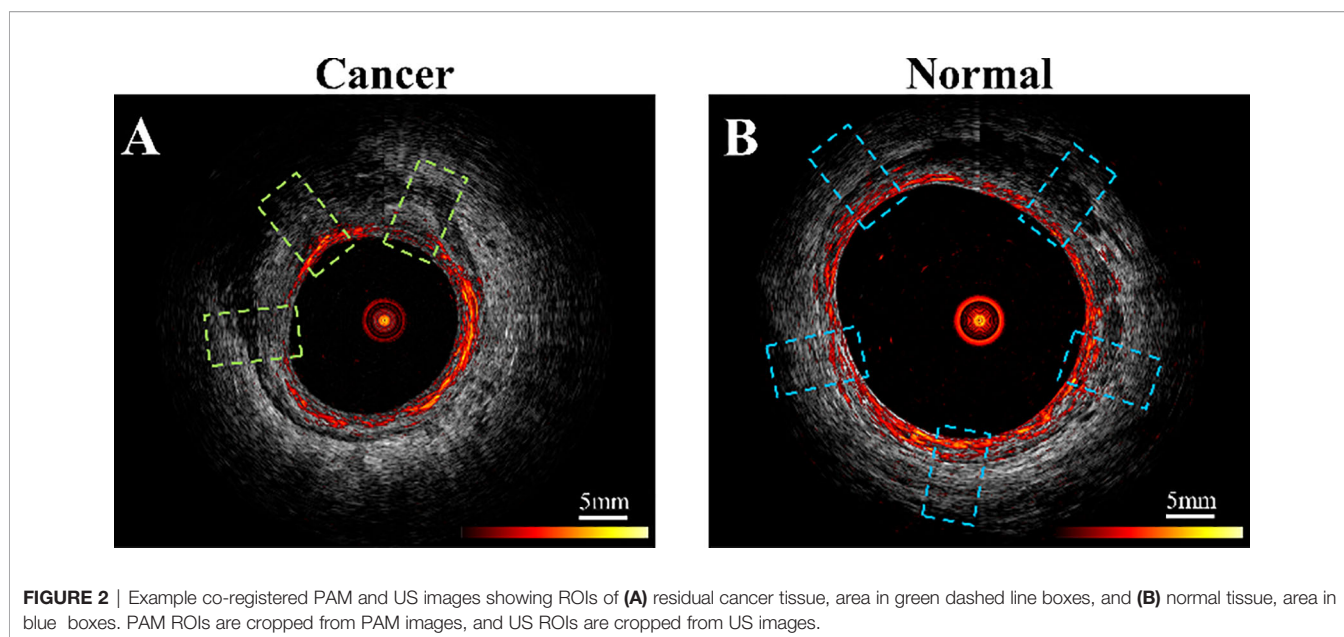 Cancer
Normal
A
B
5mm
5mm
FIGURE 2 | Example co-registered PAM and US images showing ROIs of (A) residual cancer tissue, area in green dashed line boxes, and (B) normal tissue, area in
blue boxes. PAM ROIs are cropped from PAM images, and US ROIs are cropped from US images.